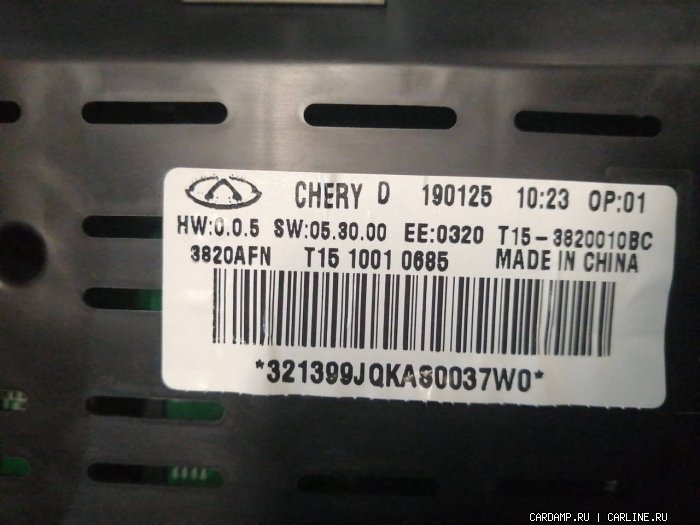 CHERY D 190125 10:23 OP:01
HW:0.0.5 SW:05.30.00 EE:0320 T15-3820010BC
3820AFN T15 1001 0685 MADE IN CHINA
*321399JQKAS0037W0*
CARDAMP.RU | CARLINE.RU